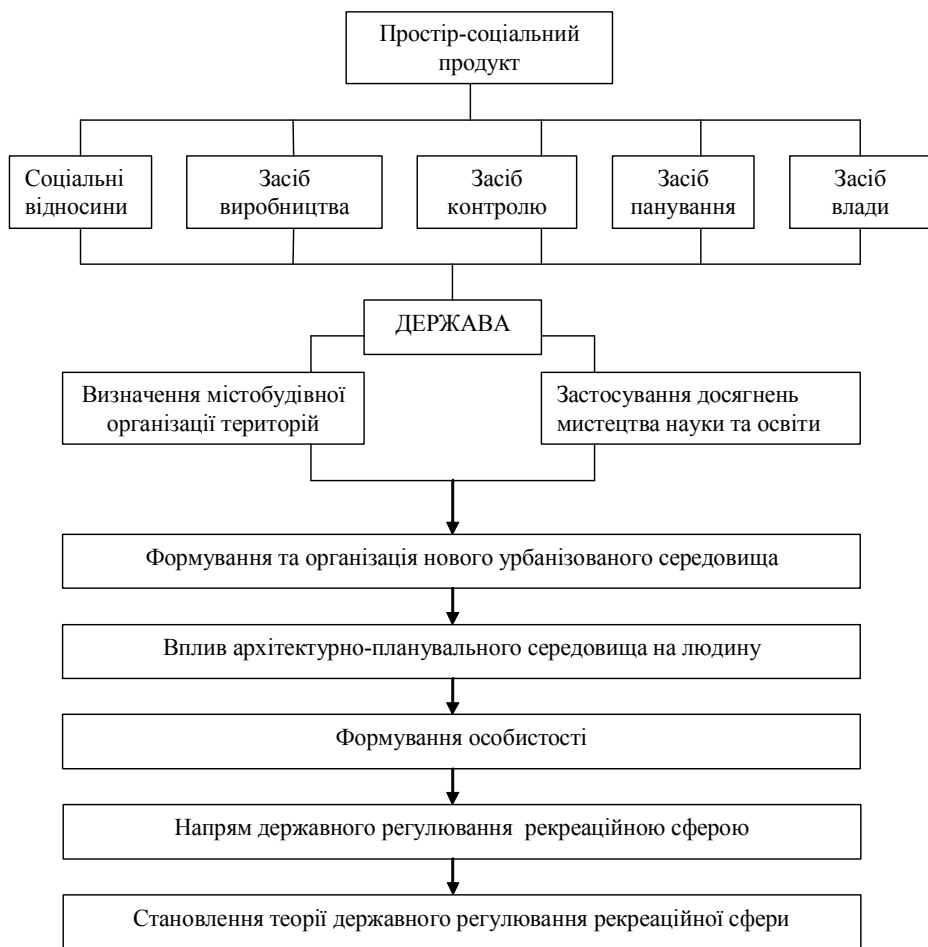 Простір-соціальний
продукт
Соціальні
відносини
Засіб
виробництва
Засіб
контролю
Засіб
панування
Засіб
влади
ДЕРЖАВА
Визначення містобудівної
організації територій
Застосування досягнень
мистецтва науки та освіти
Формування та організація нового урбанізованого середовища
Вплив архітектурно-планувального середовища на людину
Формування особистості
Напрям державного регулювання рекреаційною сферою
Становлення теорії державного регулювання рекреаційної сфери